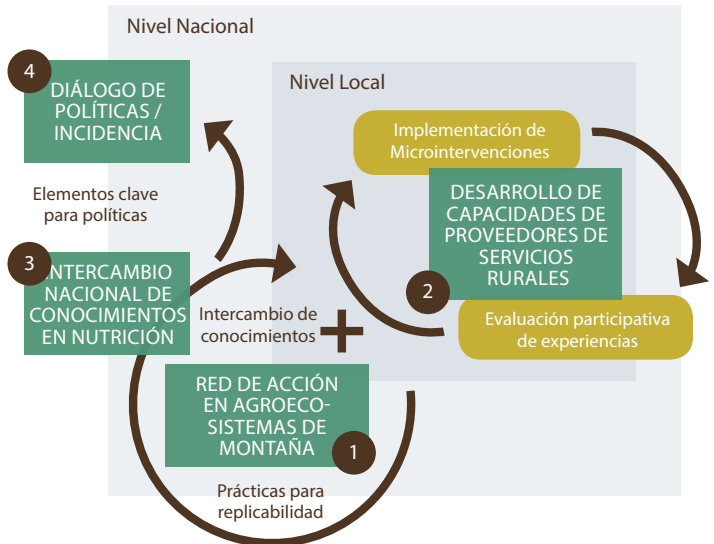 Nivel Nacional
4
DIÁLOGO DE
POLÍTICAS /
INCIDENCIA
Nivel Local
Implementación de
Microintervenciones
Elementos clave
para políticas
DESARROLLO DE
CAPACIDADES DE
PROVEEDORES DE
SERVICIOS
RURALES
2
3
INTERCAMBIO
NACIONAL DE
CONOCIMIENTOS
EN NUTRICIÓN
Intercambio de
conocimientos
+
Evaluación participativa
de experiencias
RED DE ACCIÓN
EN AGROECO-
SISTEMAS DE
MONTAÑA
1
Prácticas para
replicabilidad